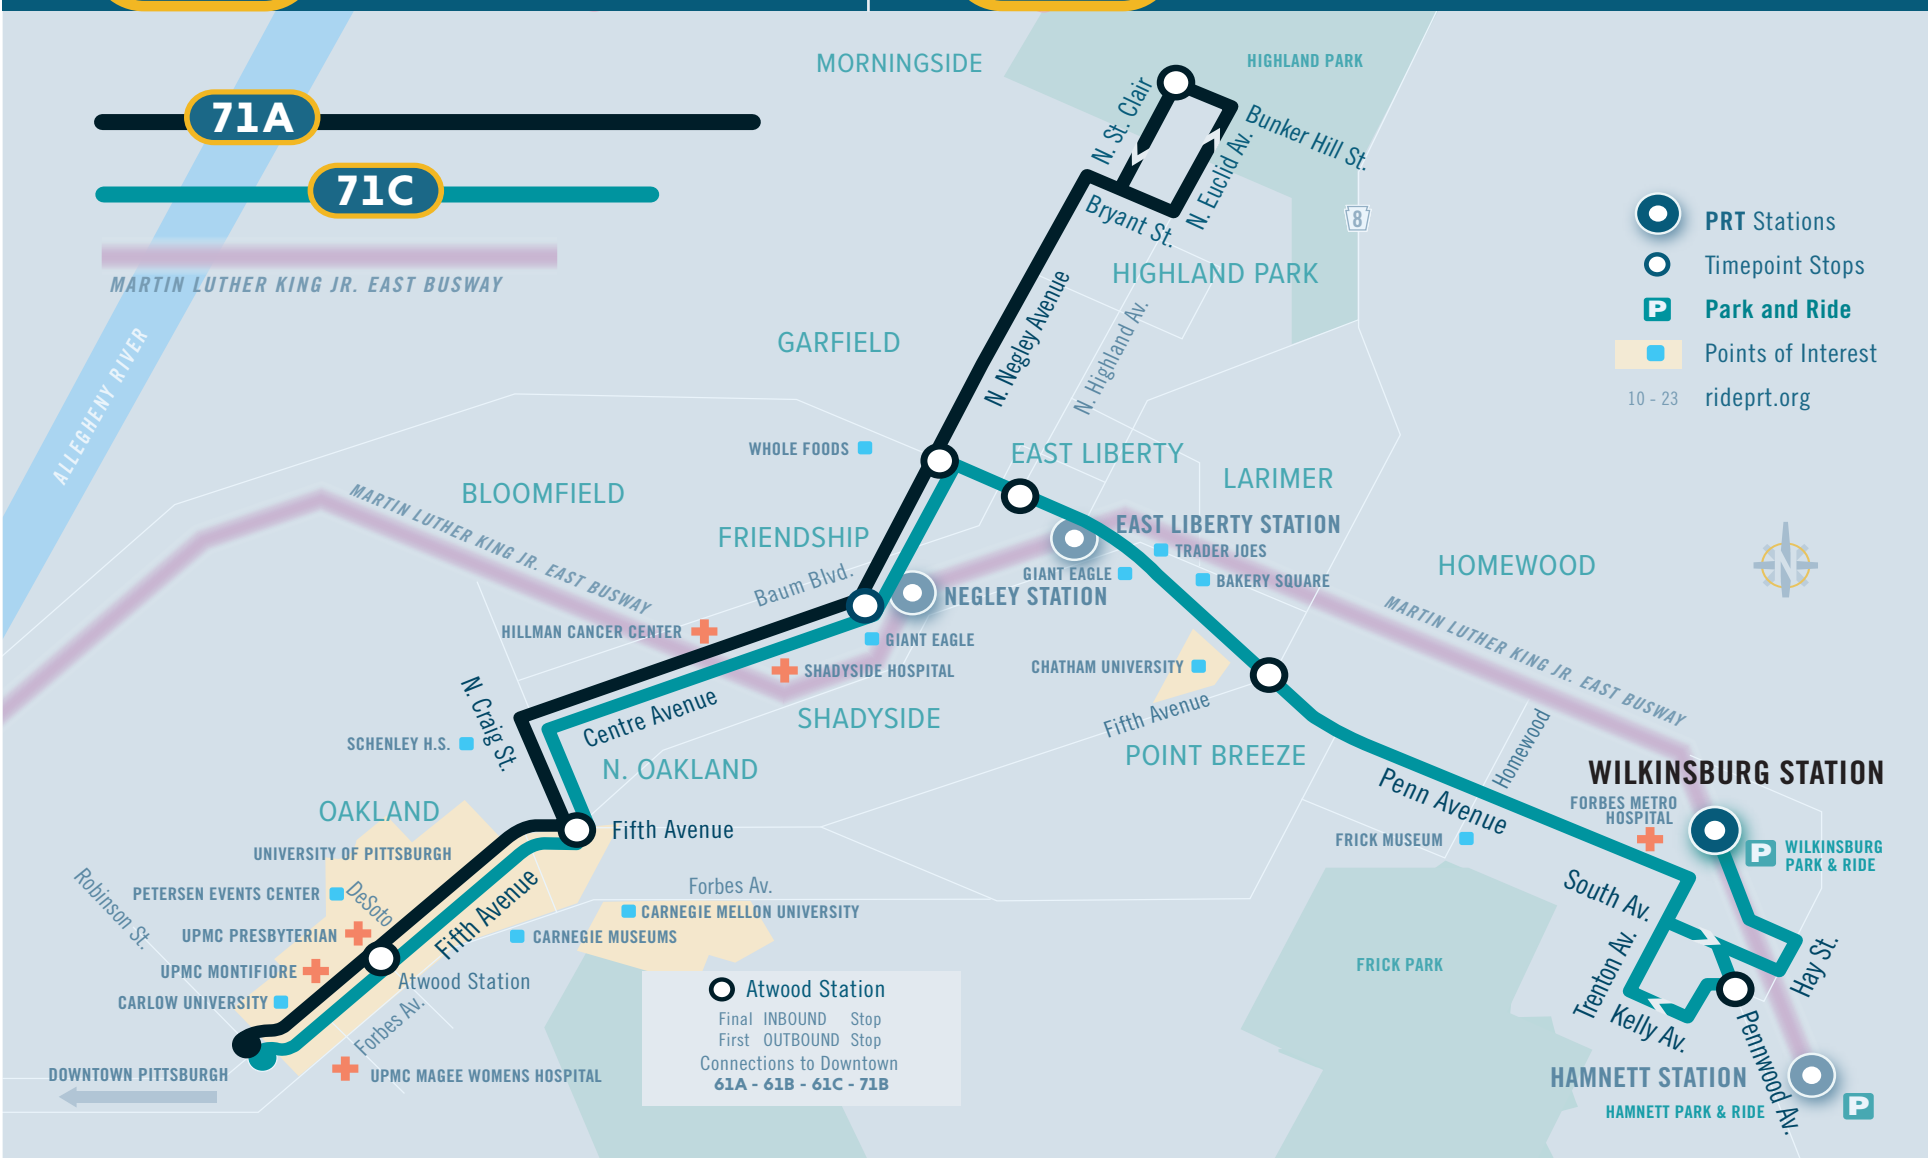 MORNINGSIDE
HIGHLAND PARK
71A
N. St. Clair
Bunker Hill St.
71C
N. Euclid Av.
Bryant St.
8
PRT Stations
Timepoint Stops
P Park and Ride
Points of Interest
10 - 23 rideprt.org
MARTIN LUTHER KING JR. EAST BUSWAY
HIGHLAND PARK
ALLEGHENY RIVER
GARFIELD
N. Negley Avenue
N. Highland Av.
WHOLE FOODS
EAST LIBERTY
LARIMER
BLOOMFIELD
MARTIN LUTHER KING JR. EAST BUSWAY
FRIENDSHIP
EAST LIBERTY STATION
TRADER JOES
GIANT EAGLE
BAKERY SQUARE
HOMEWOOD
N
Baum Blvd.
NEGLEY STATION
MARTIN LUTHER KING JR. EAST BUSWAY
HILLMAN CANCER CENTER
GIANT EAGLE
SHADYSIDE HOSPITAL
CHATHAM UNIVERSITY
N. Craig St.
Centre Avenue
SHADYSIDE
Fifth Avenue
SCHENLEY H.S.
POINT BREEZE
Homewood
N. OAKLAND
WILKINSBURG STATION
Penn Avenue
FORBES METRO
HOSPITAL
OAKLAND
Fifth Avenue
FRICK MUSEUM
P WILKINSBURG
PARK & RIDE
UNIVERSITY OF PITTSBURGH
Robinson St.
PETERSEN EVENTS CENTER
DeSoto
Fifth Avenue
Forbes Av.
CARNEGIE MELLON UNIVERSITY
South Av.
UPMC PRESBYTERIAN
CARNEGIE MUSEUMS
UPMC MONTIFIORE
Atwood Station
FRICK PARK
Trenton Av.
Hay St.
CARLOW UNIVERSITY
Forbes Av.
Atwood Station
Final INBOUND Stop
First OUTBOUND Stop
Connections to Downtown
61A - 61B - 61C - 71B
Kelly Av.
Pennwood Av.
DOWNTOWN PITTSBURGH
UPMC MAGEE WOMENS HOSPITAL
HAMNETT STATION
HAMNETT PARK & RIDE
P